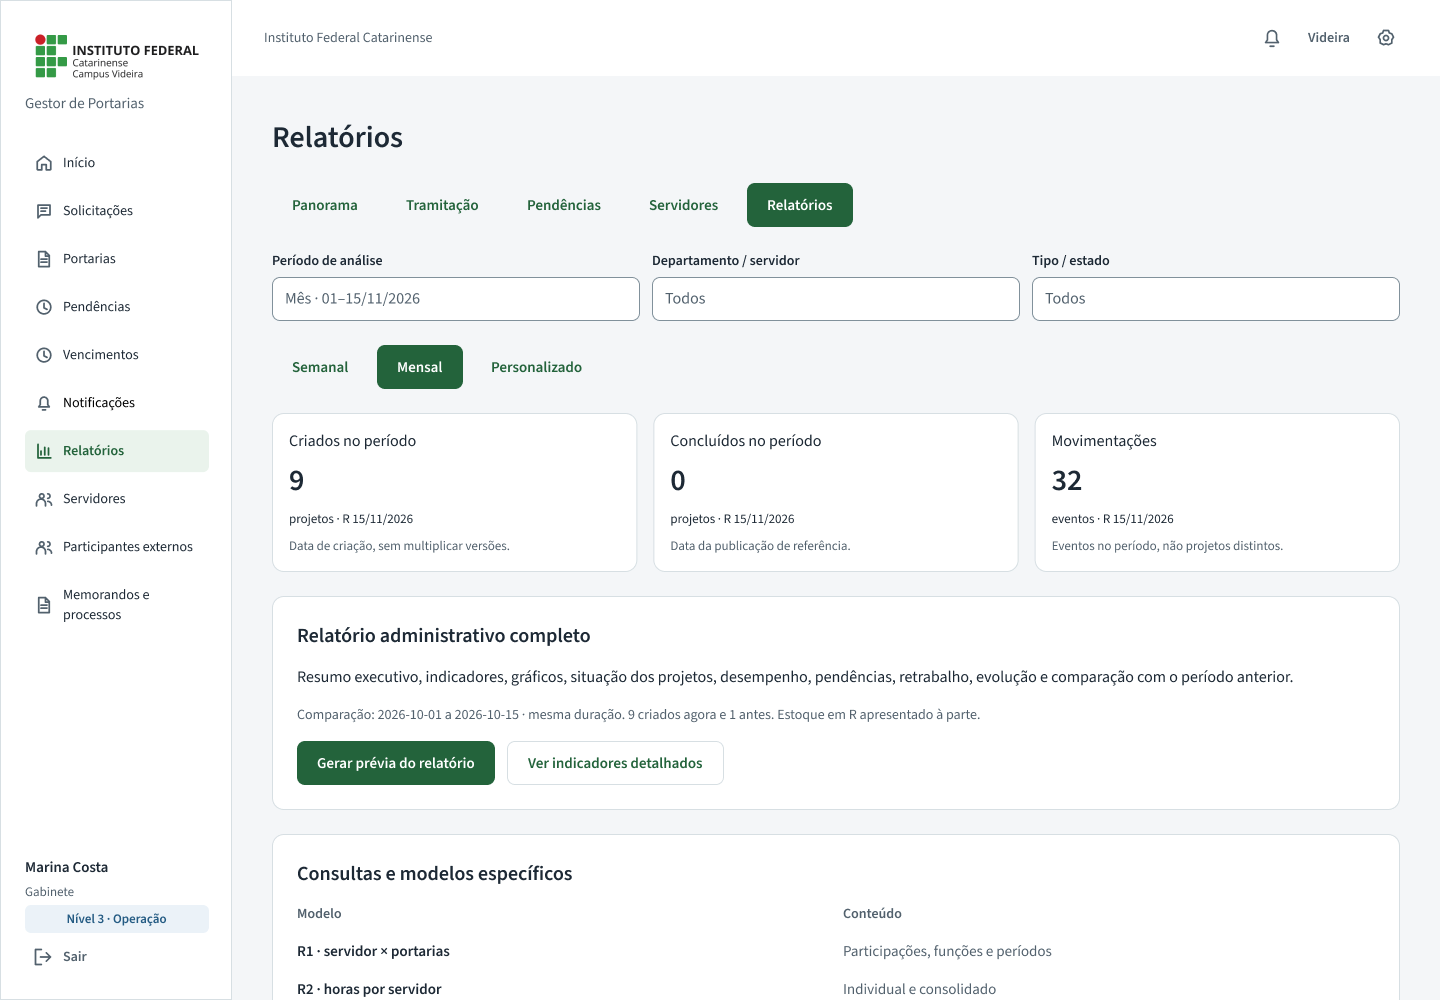 INSTITUTO FEDERAL
Catarinense
Campus Videira
Gestor de Portarias
Início
Solicitações
Portarias
Pendências
Vencimentos
Notificações
Relatórios
Servidores
Participantes externos
Memorandos e
processos
Marina Costa
Gabinete
Nível 3 · Operação
Sair
Instituto Federal Catarinense
Videira
Relatórios
Panorama
Tramitação
Pendências
Servidores
Relatórios
Período de análise
Departamento / servidor
Tipo / estado
Mês · 01–15/11/2026
Todos
Todos
Semanal
Mensal
Personalizado
Criados no período
9
projetos · R 15/11/2026
Data de criação, sem multiplicar versões.
Concluídos no período
0
projetos · R 15/11/2026
Data da publicação de referência.
Movimentações
32
eventos · R 15/11/2026
Eventos no período, não projetos distintos.
Relatório administrativo completo
Resumo executivo, indicadores, gráficos, situação dos projetos, desempenho, pendências, retrabalho, evolução e comparação com o período anterior.
Comparação: 2026-10-01 a 2026-10-15 · mesma duração. 9 criados agora e 1 antes. Estoque em R apresentado à parte.
Gerar prévia do relatório
Ver indicadores detalhados
Consultas e modelos específicos
Modelo
Conteúdo
R1 · servidor × portarias
Participações, funções e períodos
R2 · horas por servidor
Individual e consolidado